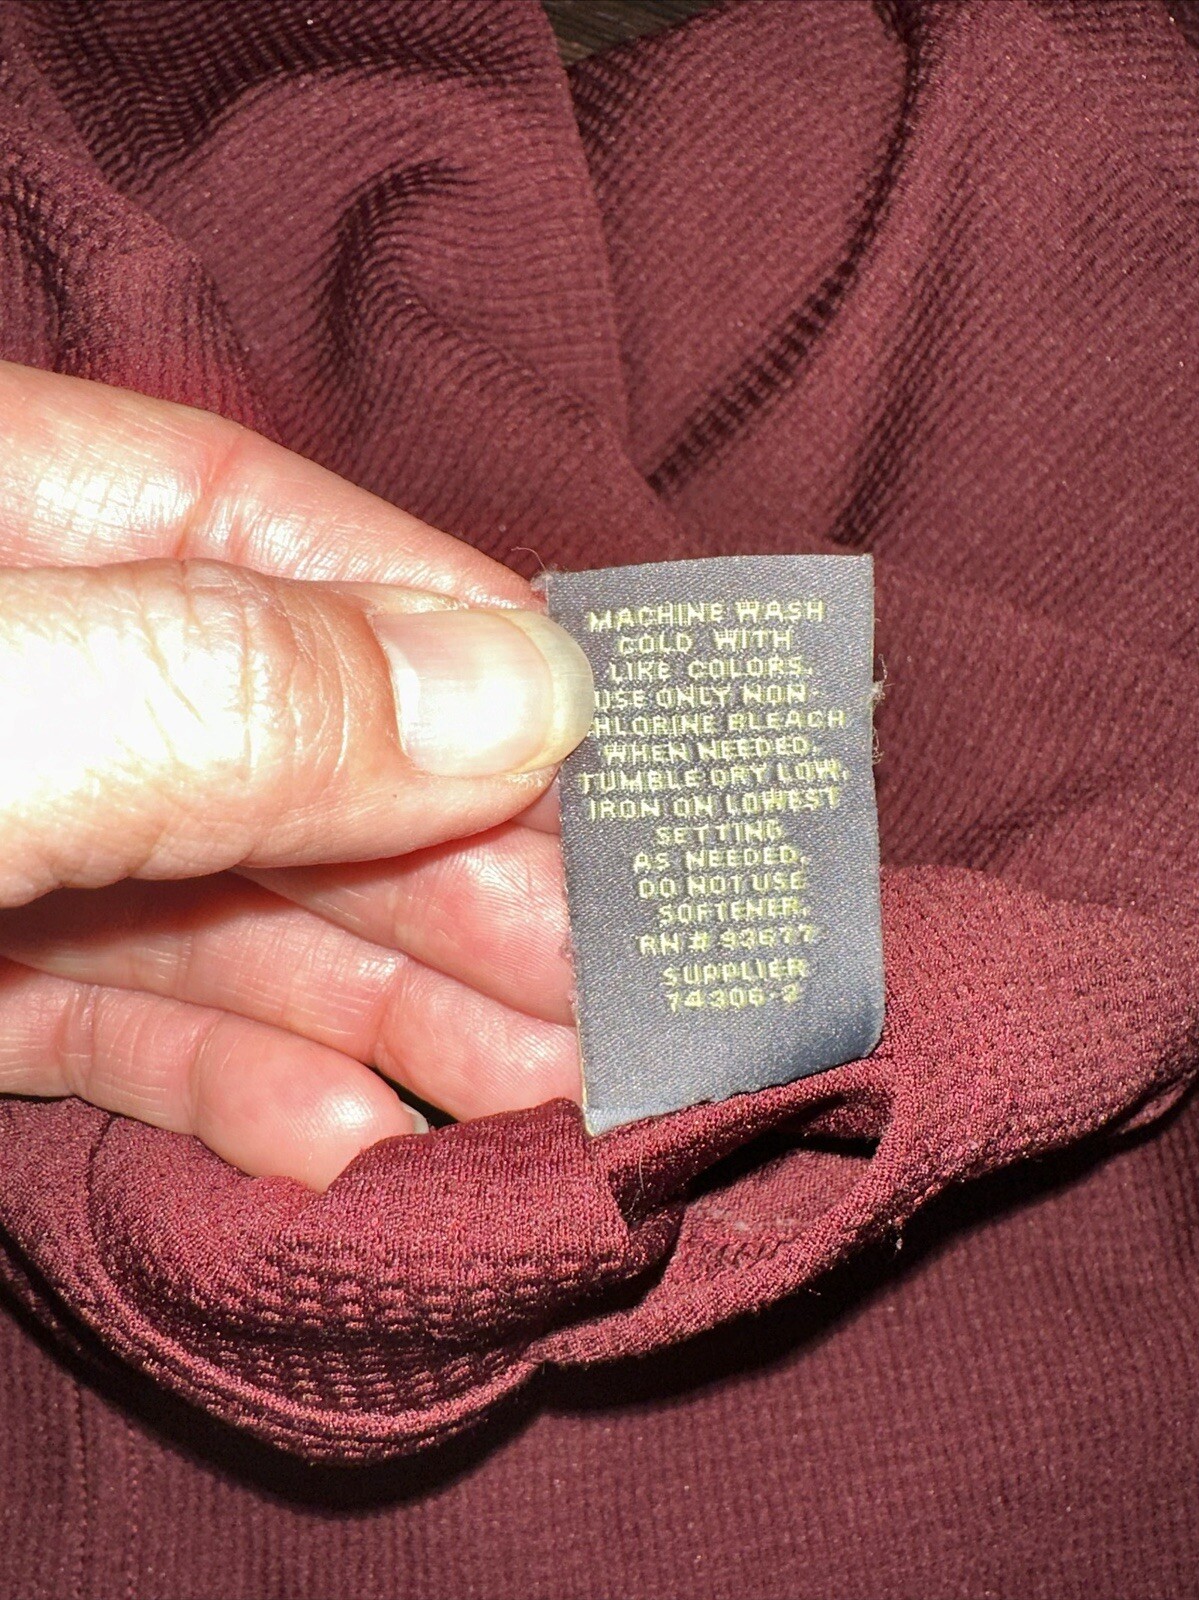 MACHINE WASH
COLD WITH
LIKE COLORS.
USE ONLY NON-
CHLORINE BLEACH
WHEN NEEDED.
TUMBLE DRY LOW.
IRON ON LOWEST
SETTING
AS NEEDED.
DO NOT USE
SOFTENER.
RN # 93677
SUPPLIER
74306-2